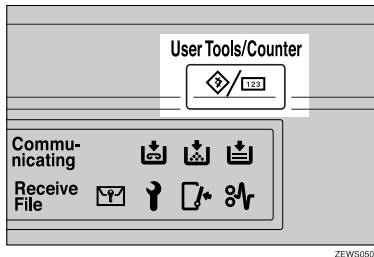 User Tools/Counter
123
Commu-
nicating
Receive
File
ZEWS050